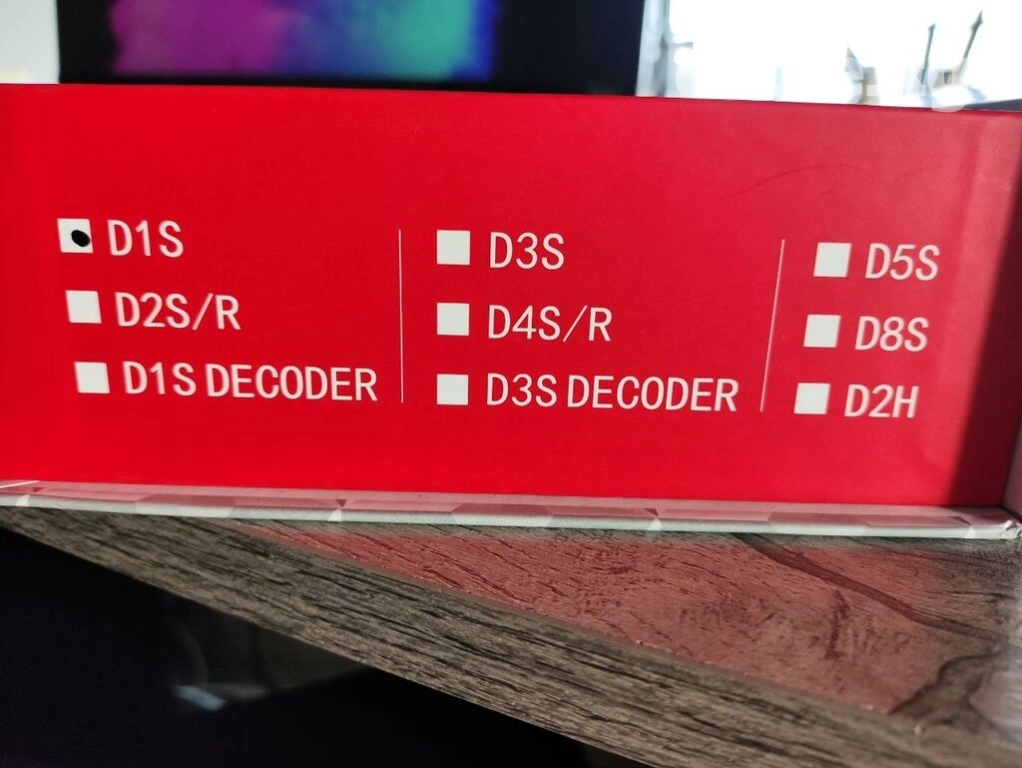 D1S
D2S/R
D1S DECODER
D3S
D4S/R
D3S DECODER
D5S
D8S
D2H